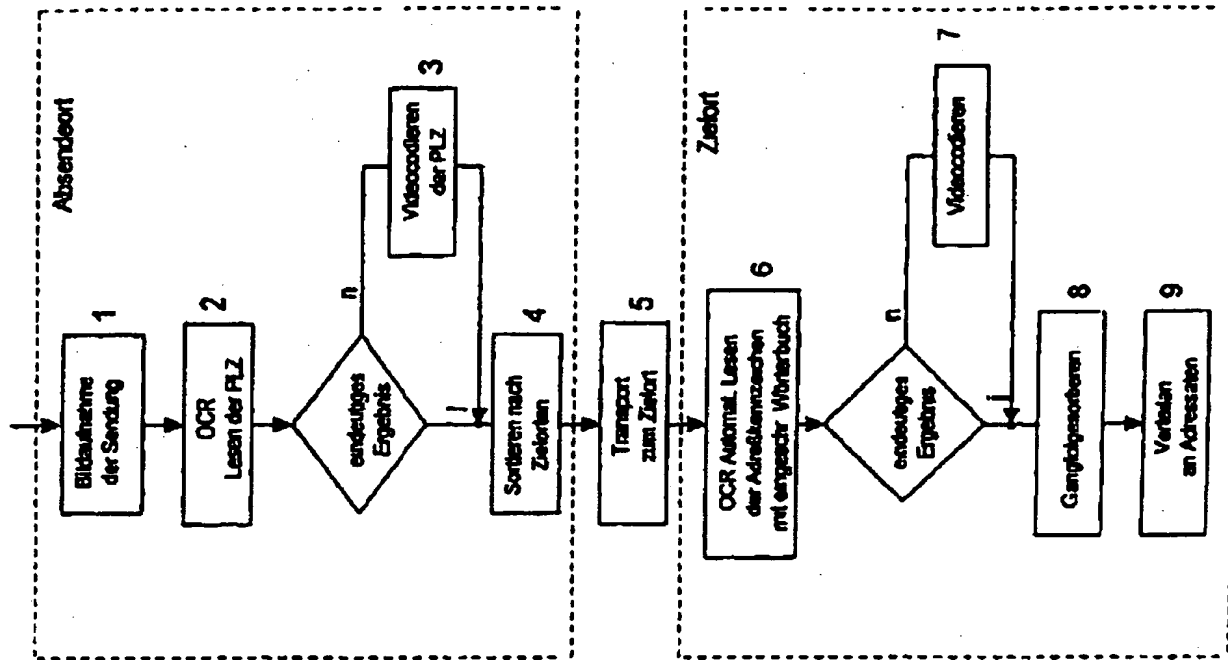 Absendeort
Bildaufnahme
der Sendung
1
OCR
Lesen der PLZ
2
eindeutiges
Ergebnis
n
j
Videocodieren
der PLZ
3
Sortieren nach
Zielorten
4
Transport
zum Zielort
5
Zielort
OCR Automat. Lesen
der Adreßkennzeichen
mit engeschr Wörterbuch
6
eindeutiges
Ergebnis
n
j
Videocodieren
7
Gangfolgesortieren
8
Verteilen
an Adressaten
9